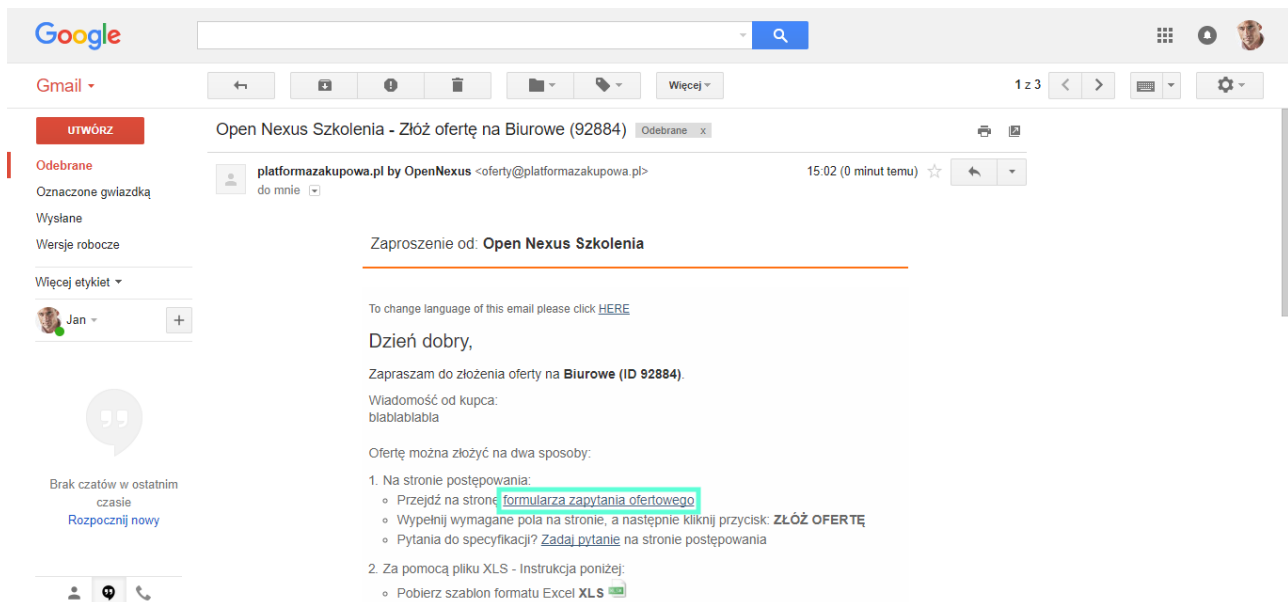 Google
Gmail
Więcej
1 z 3
UTWÓRZ
Open Nexus Szkolenia - Złóż ofertę na Biurowe (92884) Odebrane x
Odebrane
platformazakupowa.pl by OpenNexus <oferty@platformazakupowa.pl>
15:02 (0 minut temu)
do mnie
Oznaczone gwiazdką
Wysłane
Wersje robocze
Więcej etykiet
Jan
+
Brak czatów w ostatnim
czasie
Rozpocznij nowy
Zaproszenie od: Open Nexus Szkolenia
To change language of this email please click HERE
Dzień dobry,
Zapraszam do złożenia oferty na Biurowe (ID 92884).
Wiadomość od kupca:
blablablabla
Ofertę można złożyć na dwa sposoby:
1. Na stronie postępowania:
Przejdź na stronę formularza zapytania ofertowego
Wypełnij wymagane pola na stronie, a następnie kliknij przycisk: ZŁÓŻ OFERTĘ
Pytania do specyfikacji? Zadaj pytanie na stronie postępowania
2. Za pomocą pliku XLS - Instrukcja poniżej:
Pobierz szablon formatu Excel XLS